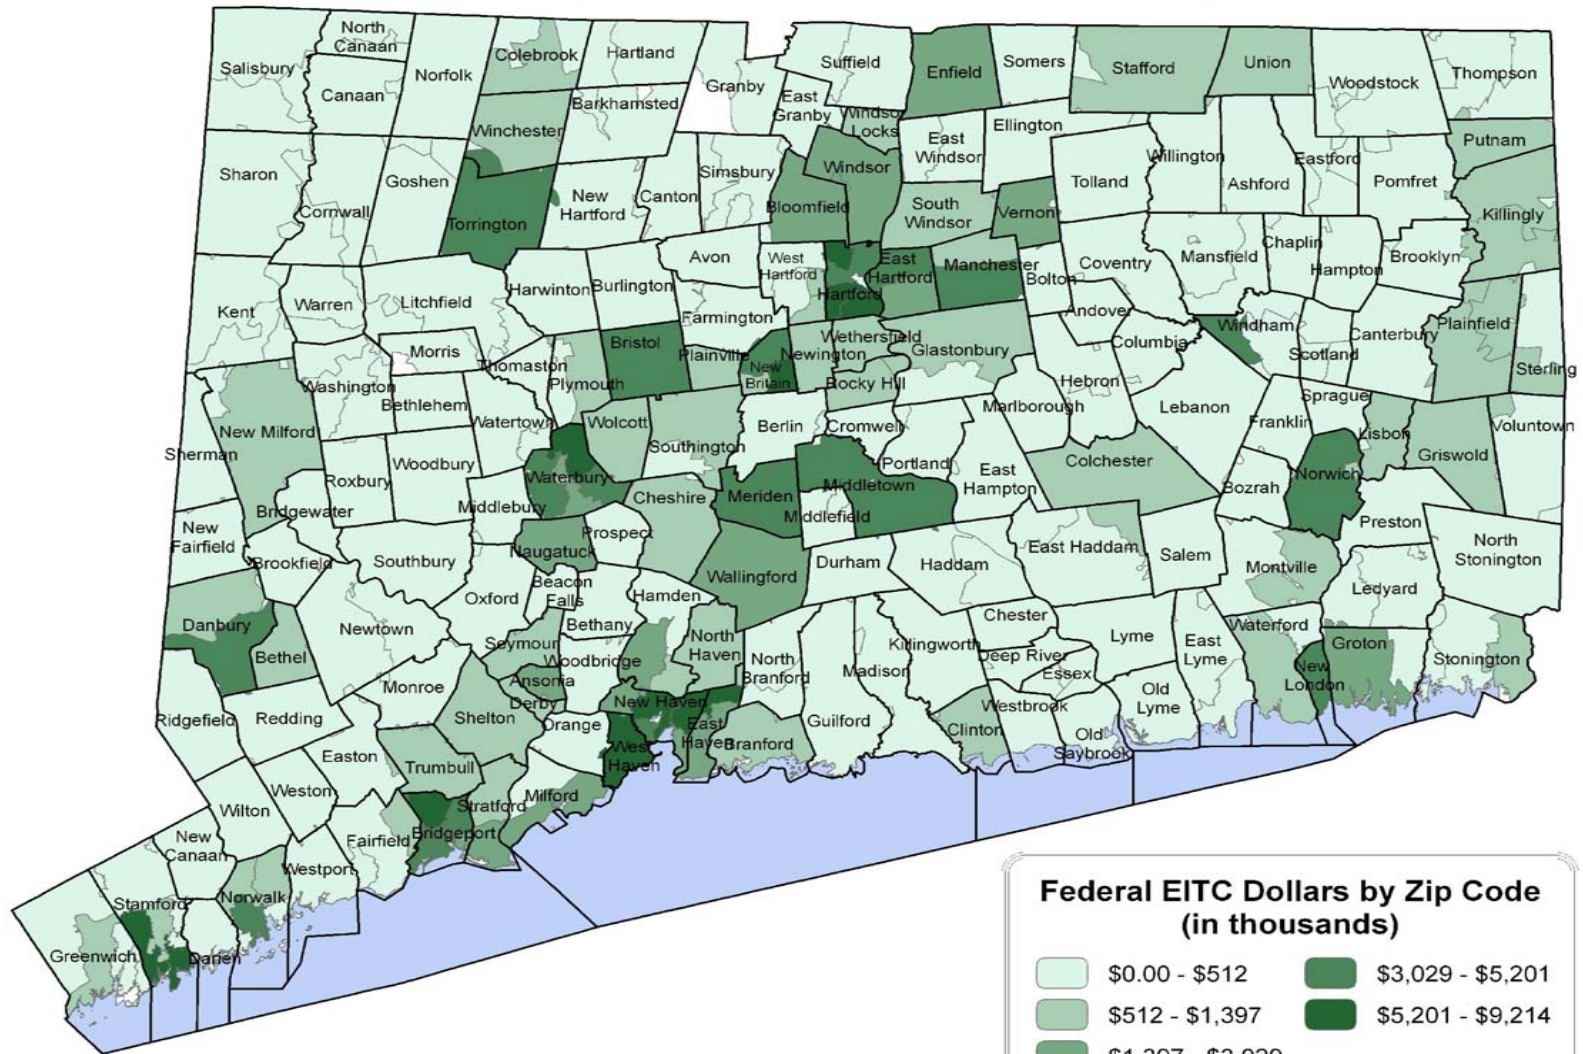 North
Canaan
Colebrook
Hartland
Salisbury
Norfolk
Canaan
Granby
Suffield
Enfield
Somers
Stafford
Union
Woodstock
Thompson
Barkhamsted
East
Granby
Windsor
Locks
Winchester
East
Windsor
Ellington
Willington
Ashford
Eastford
Pomfret
Putnam
Sharon
Goshen
Cornwall
Torrington
New
Hartford
Canton
Simsbury
Bloomfield
Windsor
South
Windsor
Vernon
Tolland
Killingly
Kent
Warren
Litchfield
Harwinton
Burlington
Avon
West
Hartford
Hartford
East
Hartford
Manchester
Bolton
Coventry
Mansfield
Chaplin
Hampton
Brooklyn
Morris
Thomaston
Bristol
Farmington
Plainville
New
Britain
Newington
Wethersfield
Rocky Hill
Glastonbury
Andover
Columbia
Windham
Scotland
Canterbury
Plainfield
Sterling
Washington
Bethlehem
Watertown
Plymouth
Wolcott
Southington
Berlin
Cromwell
Marlborough
Hebron
Lebanon
Franklin
Sprague
Lisbon
Griswold
Voluntown
Sherman
New Milford
Roxbury
Woodbury
Waterbury
Cheshire
Meriden
Middletown
Portland
East
Hampton
Colchester
Bozrah
Norwich
Preston
North
Stonington
Bridgewater
Middlebury
Prospect
Middlefield
New
Fairfield
Brookfield
Southbury
Naugatuck
Wallingford
Durham
Haddam
East Haddam
Salem
Montville
Ledyard
Oxford
Beacon
Falls
Hamden
Danbury
Bethel
Newtown
Seymour
Bethany
Woodbridge
North
Haven
North
Branford
Madison
Killingworth
Chester
Deep River
Essex
Lyme
East
Lyme
Waterford
New
London
Groton
Stonington
Monroe
Ansonia
Derby
Ridgefield
Redding
Shelton
Orange
New Haven
West
Haven
East
Haven
Branford
Guilford
Clinton
Westbrook
Old
Saybrook
Old
Lyme
Easton
Trumbull
Stratford
Milford
Wilton
Weston
Bridgeport
New
Canaan
Fairfield
Westport
Norwalk
Stamford
Darien
Greenwich
Federal EITC Dollars by Zip Code
(in thousands)
$0.00 - $512
$3,029 - $5,201
$512 - $1,397
$5,201 - $9,214